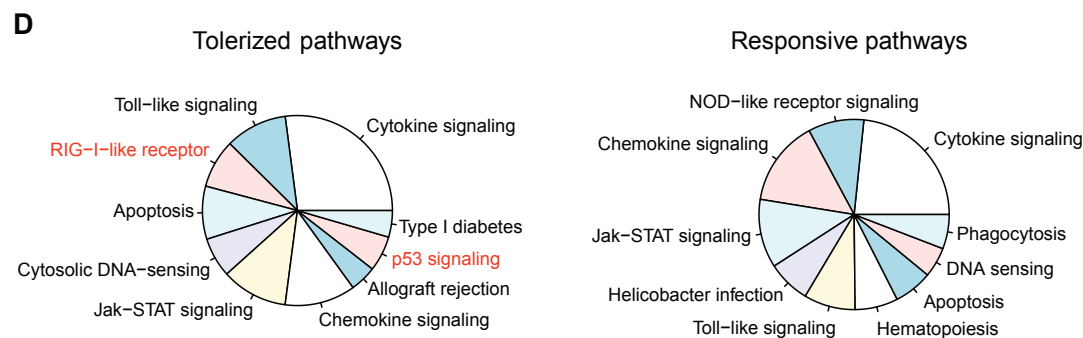 D
Tolerized pathways
Toll−like signaling
Cytokine signaling
RIG−I−like receptor
Apoptosis
Type I diabetes
p53 signaling
Cytosolic DNA−sensing
Allograft rejection
Jak−STAT signaling
Chemokine signaling
Responsive pathways
NOD−like receptor signaling
Cytokine signaling
Chemokine signaling
Jak−STAT signaling
Phagocytosis
DNA sensing
Helicobacter infection
Apoptosis
Toll−like signaling
Hematopoiesis